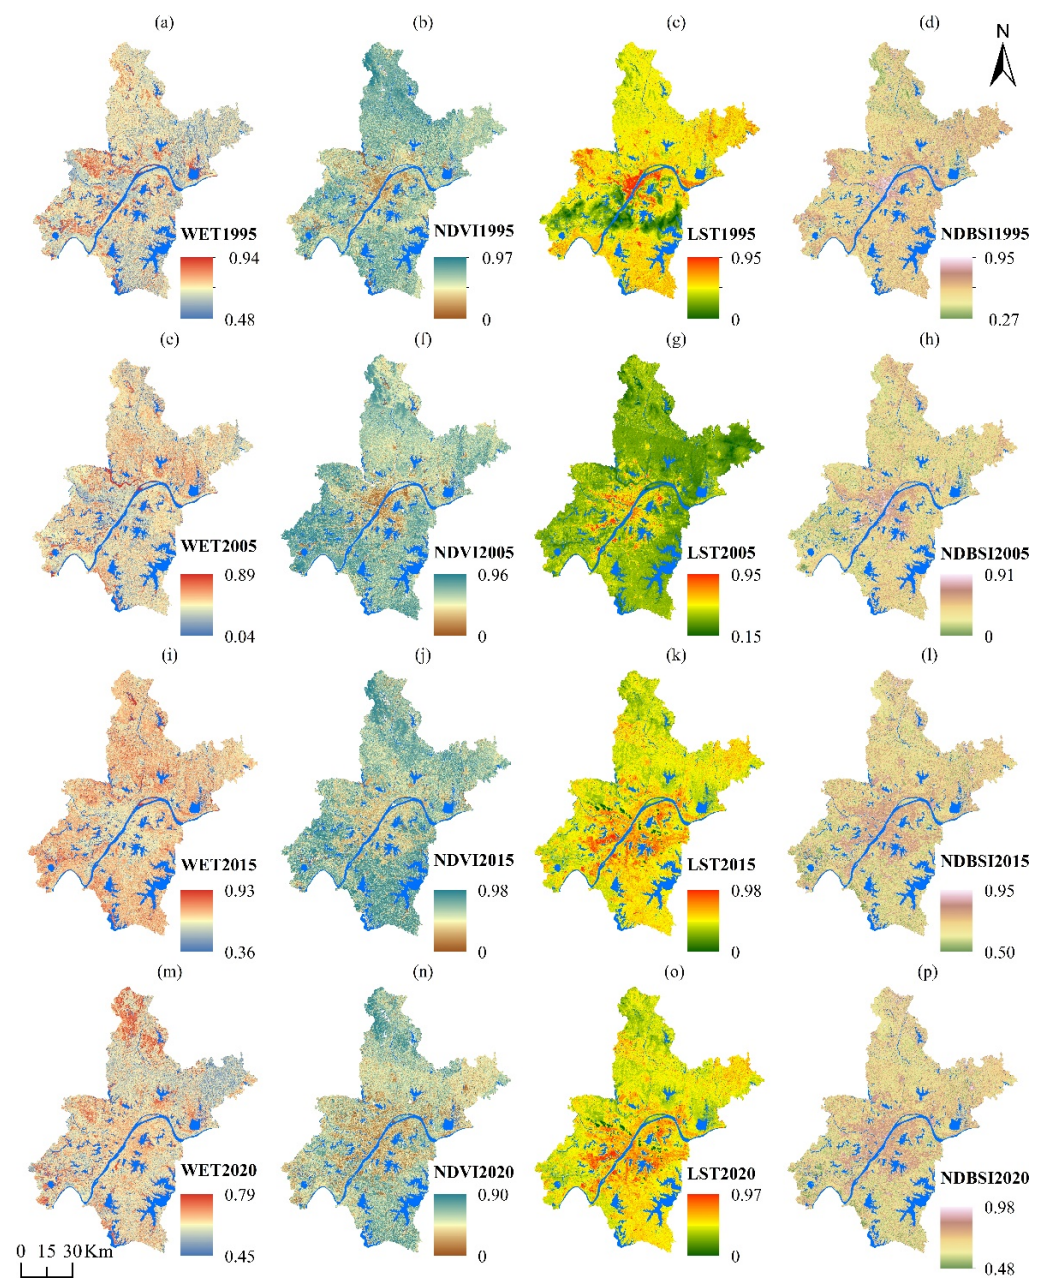 (a) (b) (c) (d)
N
WET1995 NDVI1995 LST1995 NDBSI1995
0.94 0.97 0.95 0.95
0.48 0 0 0.27
(e) (f) (g) (h)
WET2005 NDVI2005 LST2005 NDBSI2005
0.89 0.96 0.95 0.91
0.04 0 0.15 0
(i) (j) (k) (l)
WET2015 NDVI2015 LST2015 NDBSI2015
0.93 0.98 0.98 0.95
0.36 0 0 0.50
(m) (n) (o) (p)
WET2020 NDVI2020 LST2020 NDBSI2020
0.79 0.90 0.97 0.98
0.45 0 0 0.48
0 15 30 Km